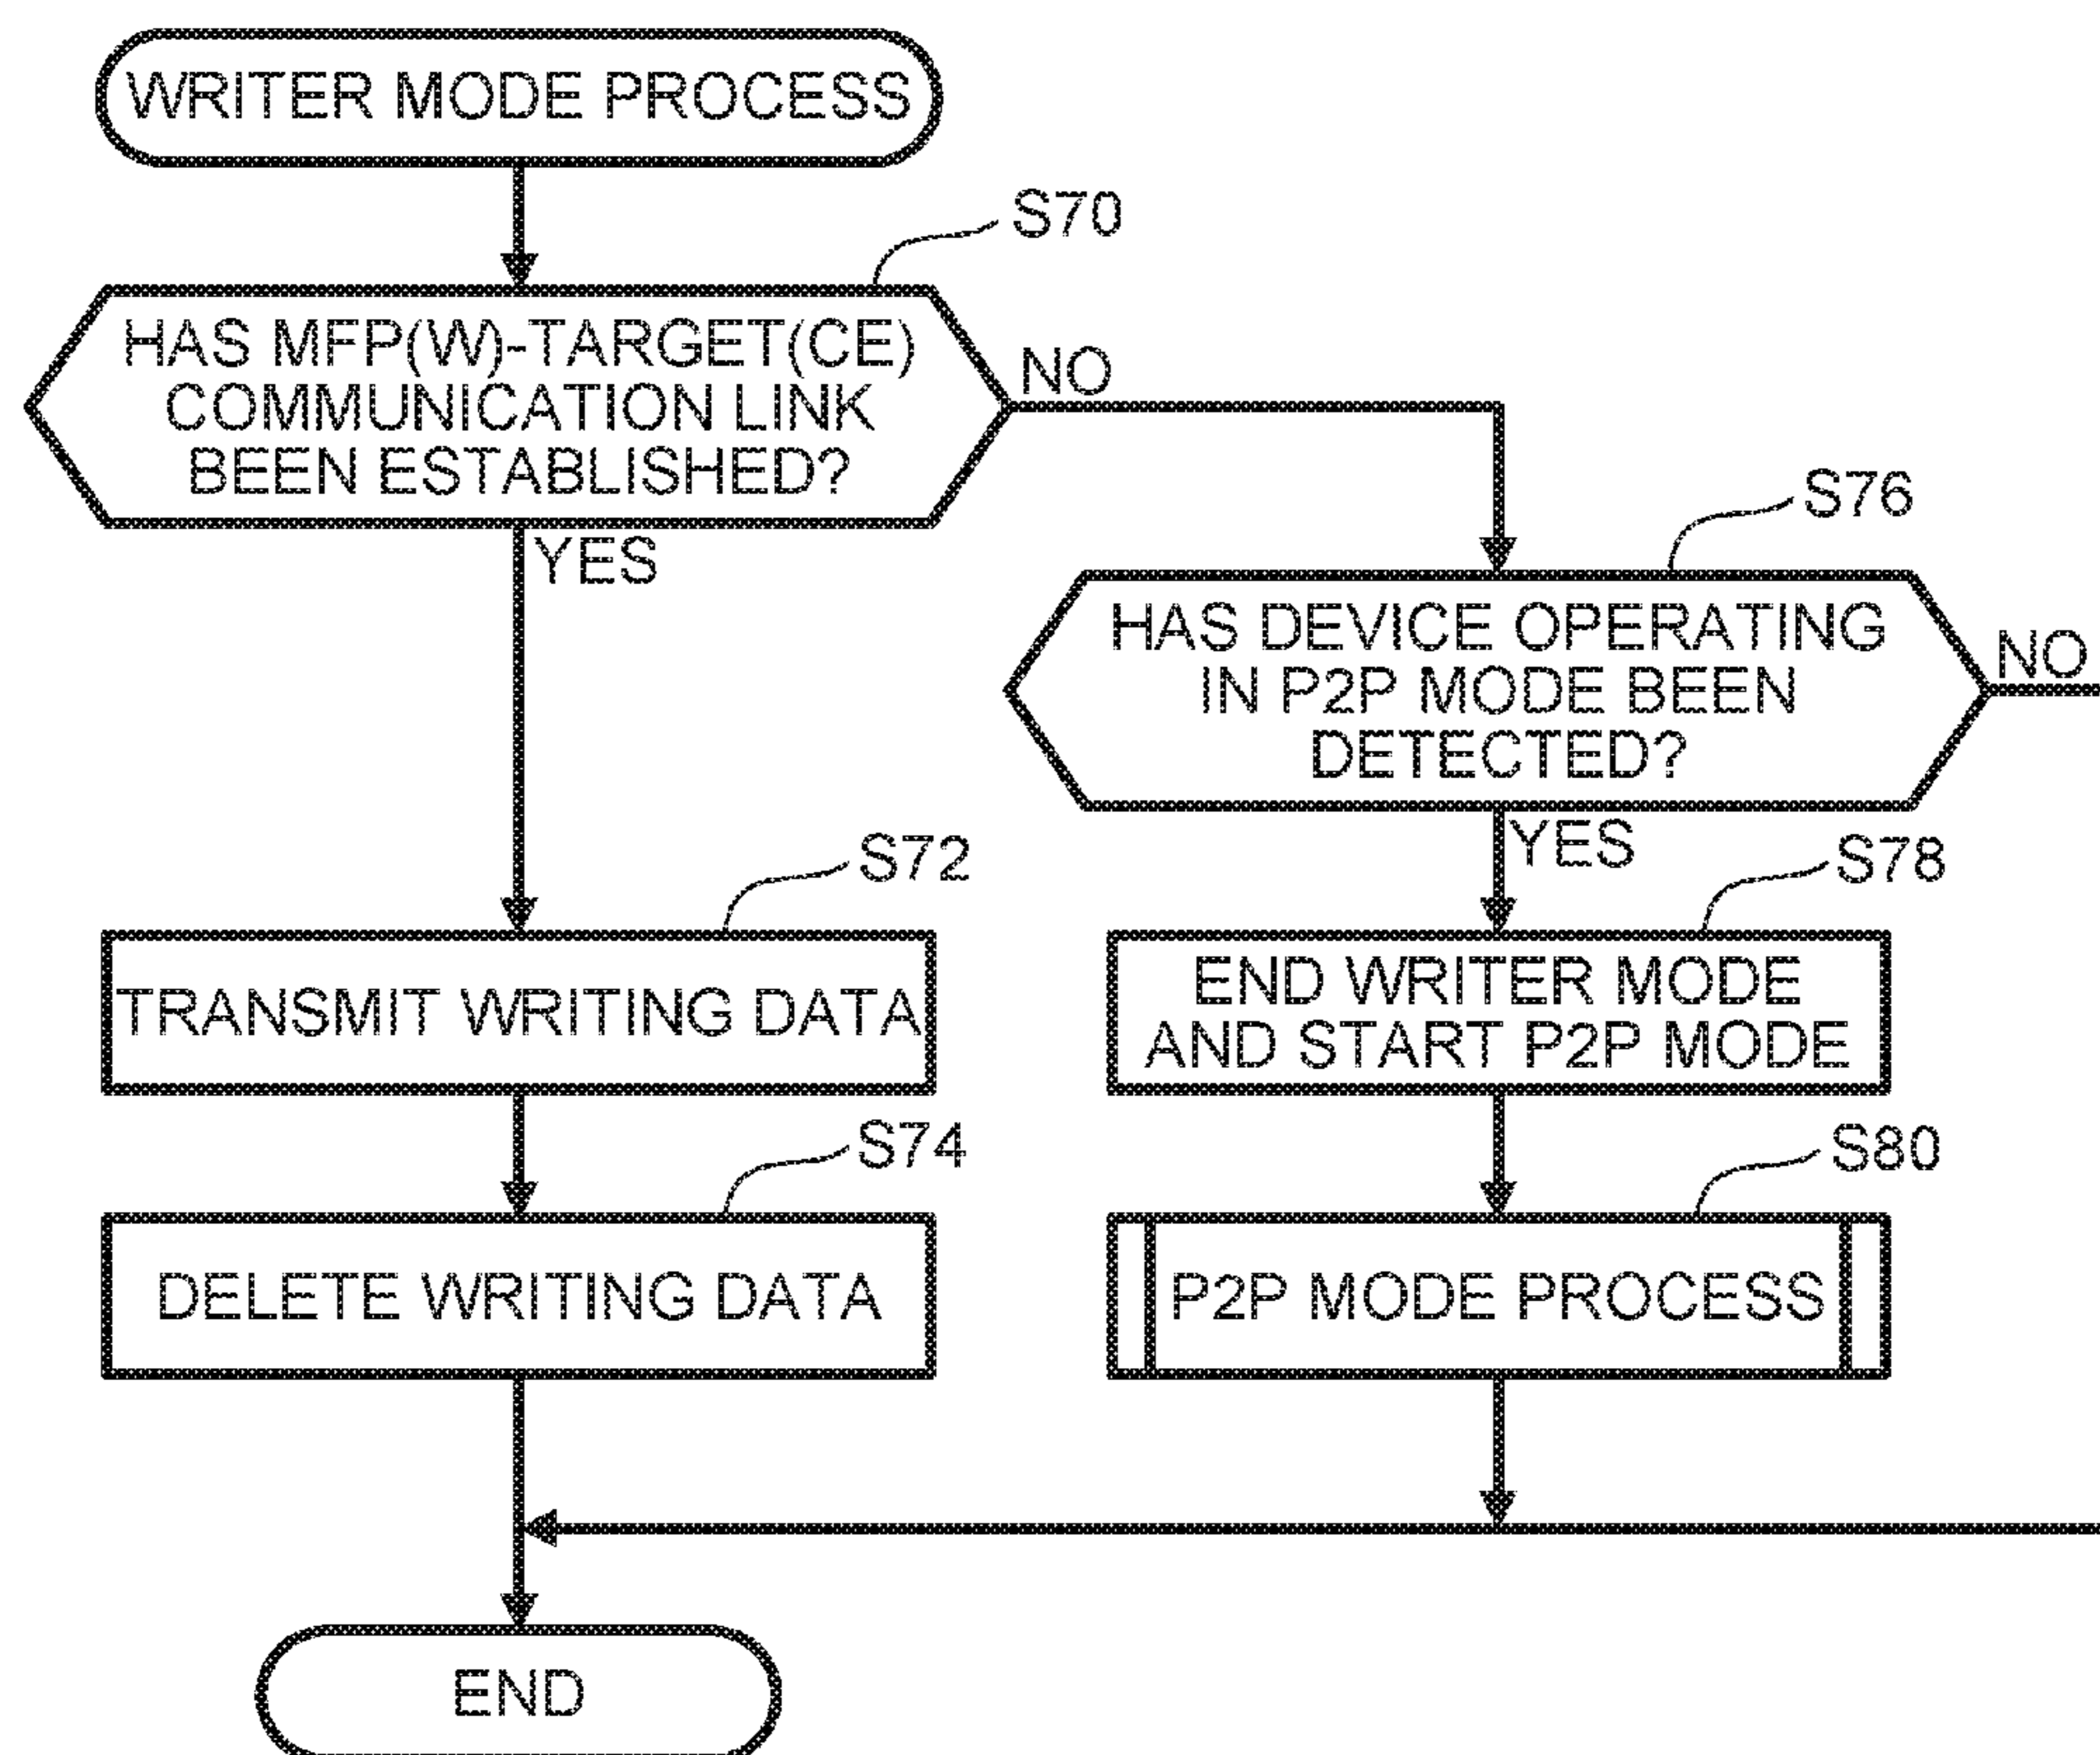 WRITER MODE PROCESS
S70
HAS MFP(W)-TARGET(CE)
COMMUNICATION LINK
BEEN ESTABLISHED?
NO
YES
S76
HAS DEVICE OPERATING
IN P2P MODE BEEN
DETECTED?
NO
YES
S72
TRANSMIT WRITING DATA
S78
END WRITER MODE
AND START P2P MODE
S74
DELETE WRITING DATA
S80
P2P MODE PROCESS
END